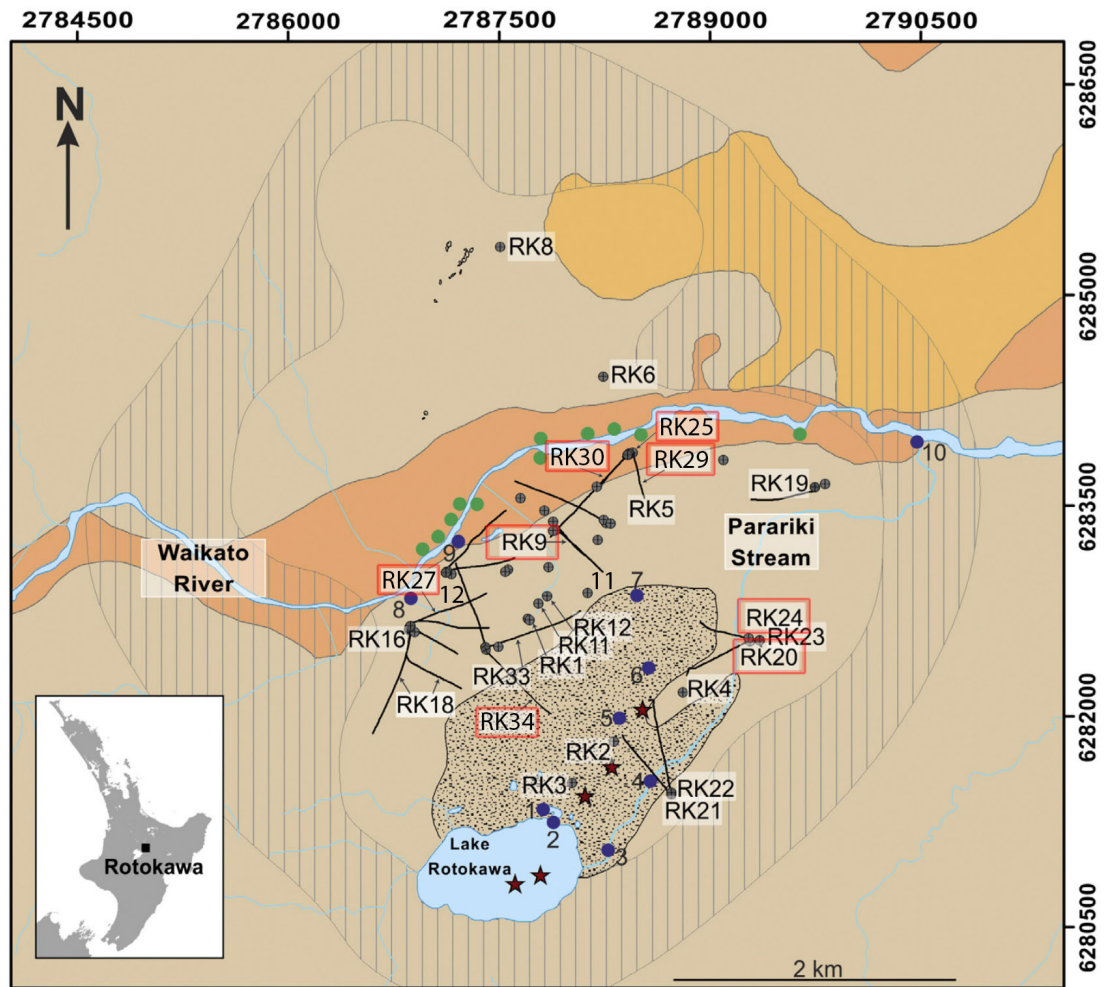 2784500 2786000 2787500 2789000 2790500
6286500
N
RK8
6285000
RK6
RK25
RK30
RK29
10
RK19
RK5
6283500
Pararіki
Stream
RK9
9
Waikato
River
RK27
12
11
7
8
RK24
RK16
RK12
RK23
RK11
RK20
RK1
RK33
6
RK4
RK18
RK34
5
6282000
RK2
RK3
4
RK22
RK21
1
2
Lake
Rotokawa
3
Rotokawa
6280500
2 km